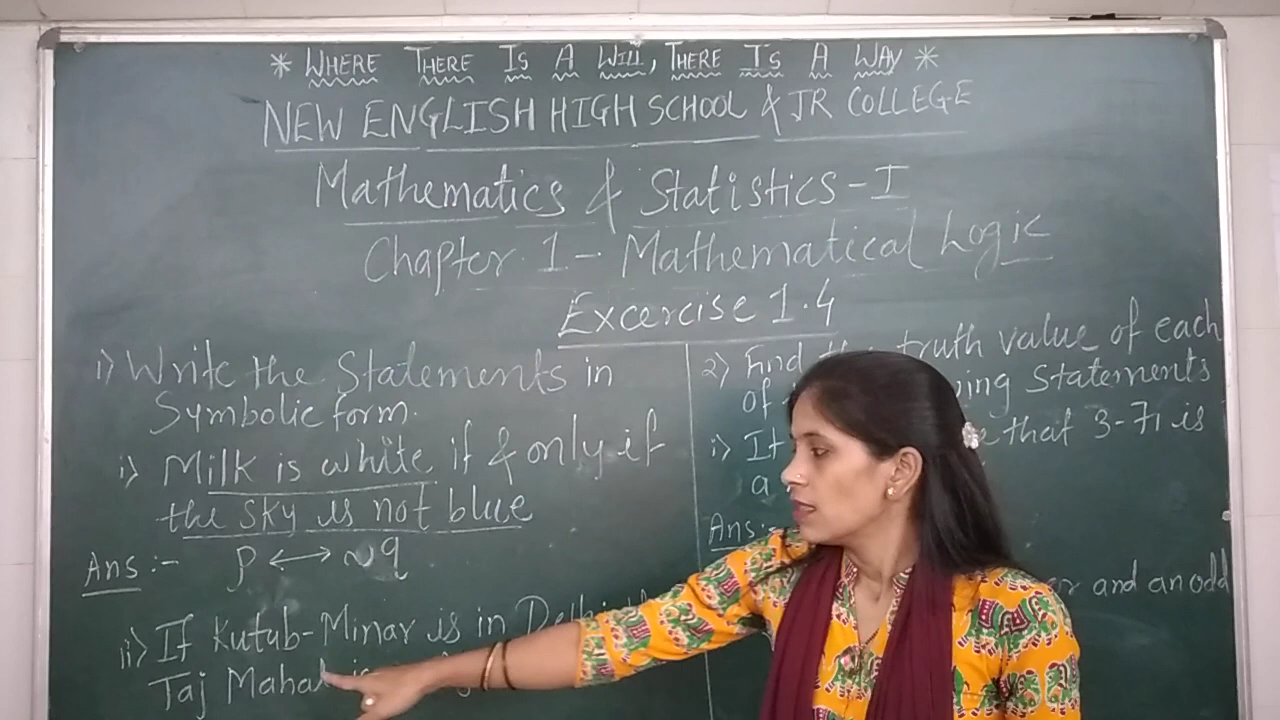 * WHERE THERE IS A WILL, THERE IS A WAY *
NEW ENGLISH HIGH SCHOOL & JR COLLEGE
Mathematics & Statistics - I
Chapter 1 - Mathematical Logic
Excercise 1.4
1) Write the Statements in
Symbolic form.
i) Milk is white if & only if
the sky is not blue
Ans :- p ↔ ~q
ii) If Kutub-Minar is in Delhi
Taj Mahal
2) Find truth value of each
of Statements
i) It that 3-7i is
a
Ans:-
and an odd